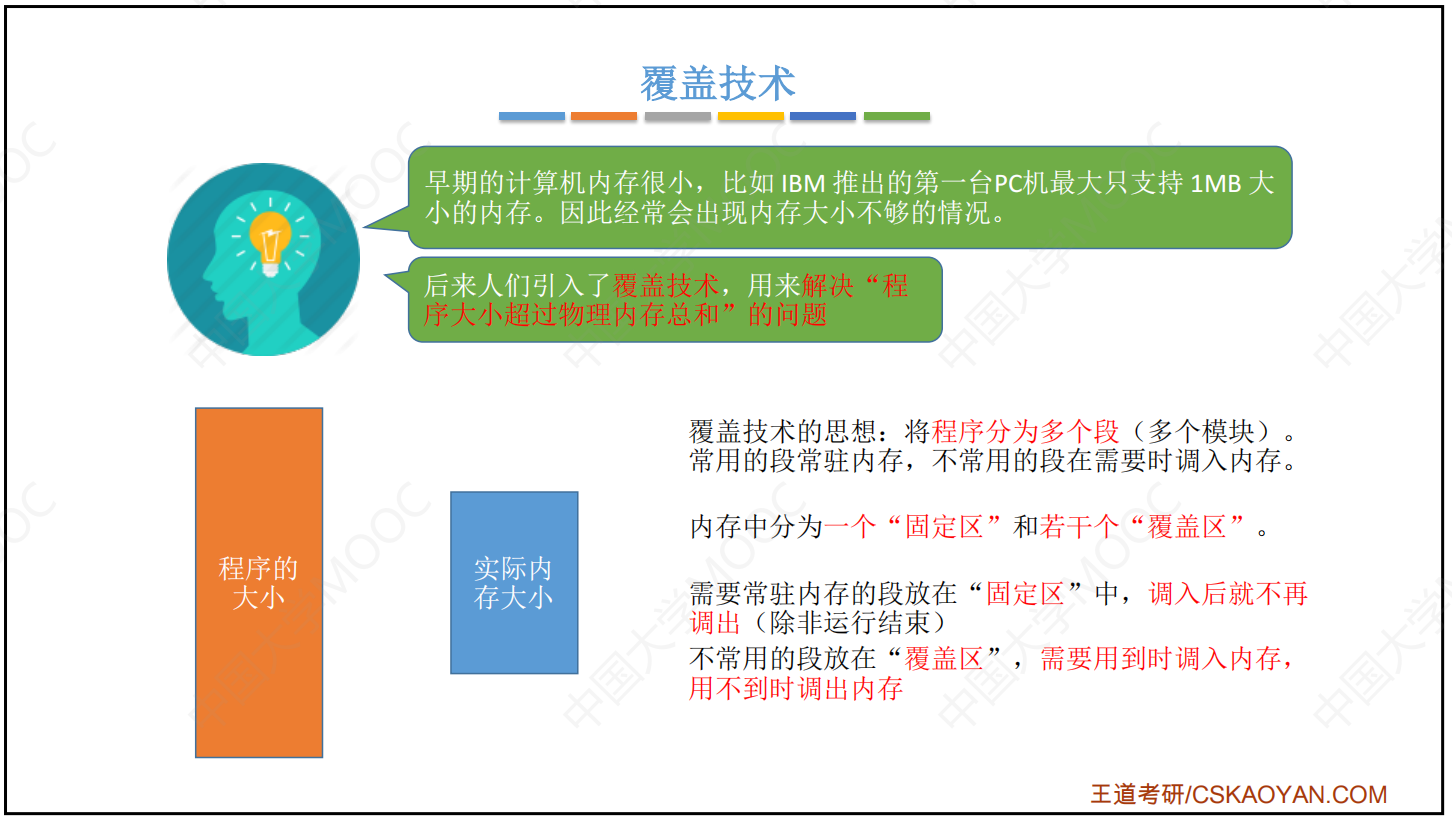 覆盖技术
早期的计算机内存很小，比如 IBM 推出的第一台PC机最大只支持 1MB 大
小的内存。因此经常会出现内存大小不够的情况。
后来人们引入了覆盖技术，用来解决“程
序大小超过物理内存总和”的问题
程序的
大小
实际内
存大小
覆盖技术的思想：将程序分为多个段（多个模块）。
常用的段常驻内存，不常用的段在需要时调入内存。
内存中分为一个“固定区”和若干个“覆盖区”。
需要常驻内存的段放在“固定区”中，调入后就不再
调出（除非运行结束）
不常用的段放在“覆盖区”，需要用到时调入内存，
用不到时调出内存
王道考研/CSKAOYAN.COM
中国大学MOOC